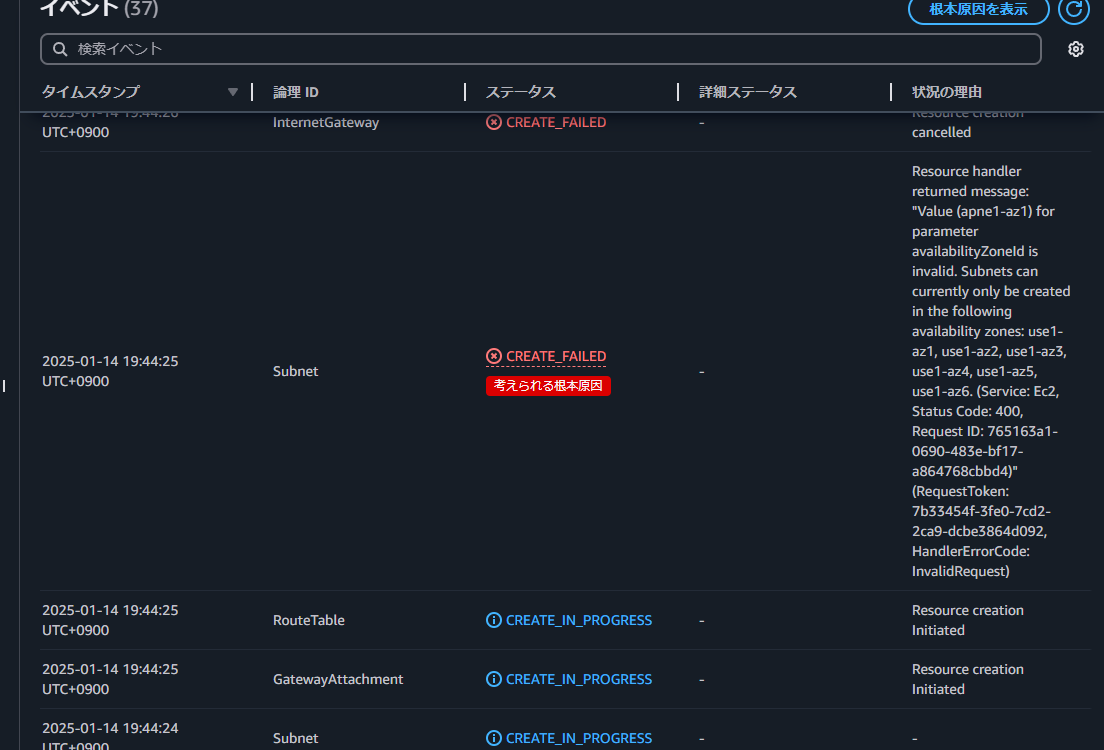 イベント (37)
根本原因を表示
検索イベント
タイムスタンプ
論理 ID
ステータス
詳細ステータス
状況の理由
UTC+0900
InternetGateway
CREATE_FAILED
-
Resource creation
cancelled
2025-01-14 19:44:25
UTC+0900
Subnet
CREATE_FAILED
考えられる根本原因
-
Resource handler
returned message:
"Value (apne1-az1) for
parameter
availabilityZoneId is
invalid. Subnets can
currently only be created
in the following
availability zones: use1-
az1, use1-az2, use1-az3,
use1-az4, use1-az5,
use1-az6. (Service: Ec2,
Status Code: 400,
Request ID: 765163a1-
0690-483e-bf17-
a864768cbbd4)"
(RequestToken:
7b33454f-3fe0-7cd2-
2ca9-dcbe3864d092,
HandlerErrorCode:
InvalidRequest)
2025-01-14 19:44:25
UTC+0900
RouteTable
CREATE_IN_PROGRESS
-
Resource creation
Initiated
2025-01-14 19:44:25
UTC+0900
GatewayAttachment
CREATE_IN_PROGRESS
-
Resource creation
Initiated
2025-01-14 19:44:24
UTC+0900
Subnet
CREATE_IN_PROGRESS
-
-